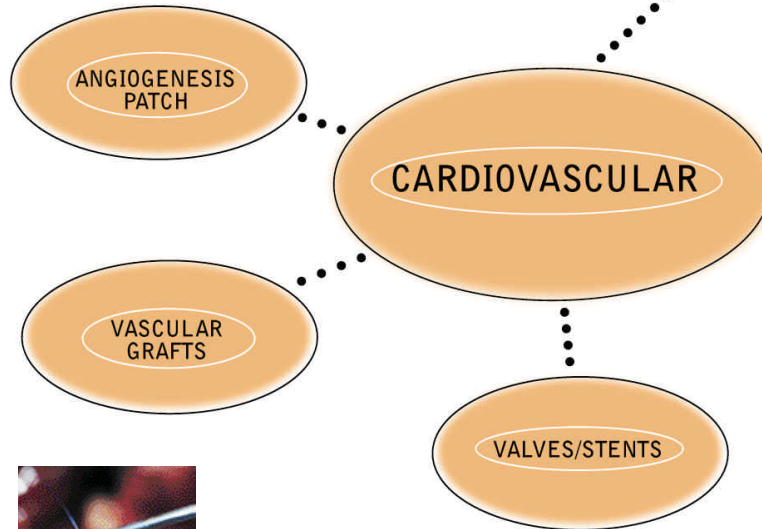 ANGIOGENESIS
PATCH
CARDIOVASCULAR
VASCULAR
GRAFTS
VALVES/STENTS